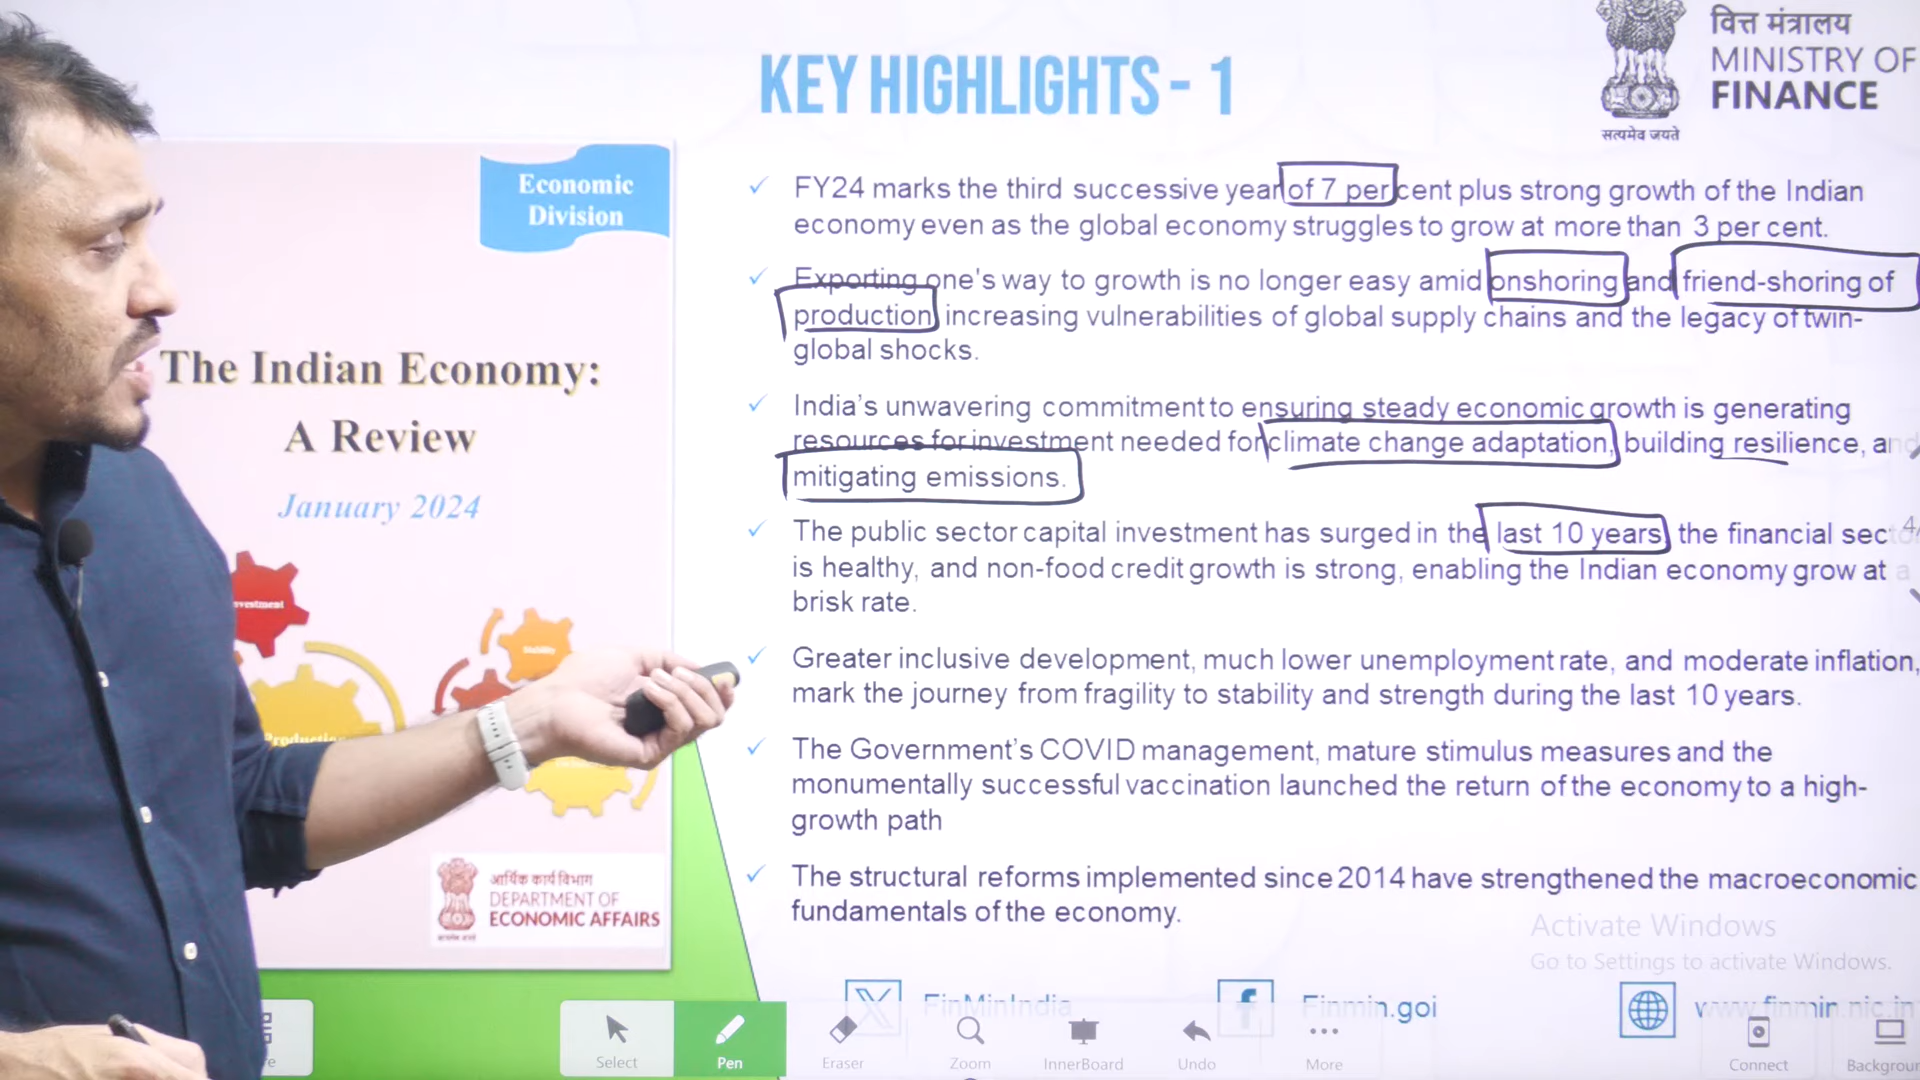 KEY HIGHLIGHTS - 1
वित्त मंत्रालय
MINISTRY OF
FINANCE
सत्यमेव जयते
Economic
Division
The Indian Economy:
A Review
January 2024
Production
आर्थिक कार्य विभाग
DEPARTMENT OF
ECONOMIC AFFAIRS
FY24 marks the third successive year of 7 per cent plus strong growth of the Indian
economy even as the global economy struggles to grow at more than 3 per cent.
Exporting one's way to growth is no longer easy amid onshoring and friend-shoring of
production, increasing vulnerabilities of global supply chains and the legacy of twin-
global shocks.
India's unwavering commitment to ensuring steady economic growth is generating
resources for investment needed for climate change adaptation, building resilience, and
mitigating emissions.
The public sector capital investment has surged in the last 10 years, the financial sector
is healthy, and non-food credit growth is strong, enabling the Indian economy grow at a
brisk rate.
Greater inclusive development, much lower unemployment rate, and moderate inflation,
mark the journey from fragility to stability and strength during the last 10 years.
The Government's COVID management, mature stimulus measures and the
monumentally successful vaccination launched the return of the economy to a high-
growth path
The structural reforms implemented since 2014 have strengthened the macroeconomic
fundamentals of the economy.
Activate Windows
Go to Settings to activate Windows.
FinMinIndia
Finmin.goi
www.finmin.nic.in
Select
Pen
Eraser
Zoom
InnerBoard
Undo
More
Connect
Backgrou